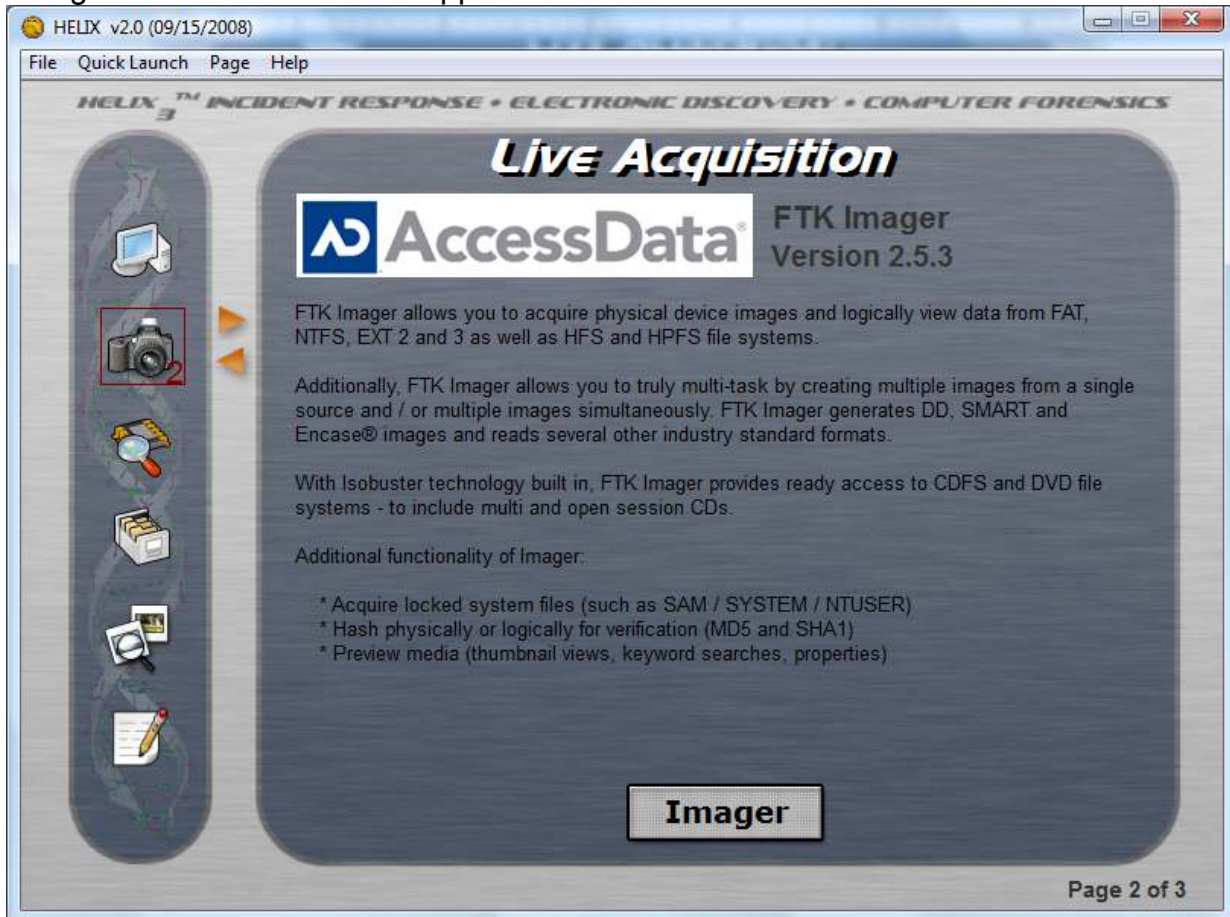 HELIX v2.0 (09/15/2008)
File Quick Launch Page Help
HELIX 3™ INCIDENT RESPONSE • ELECTRONIC DISCOVERY • COMPUTER FORENSICS
Live Acquisition
AccessData®
FTK Imager
Version 2.5.3
FTK Imager allows you to acquire physical device images and logically view data from FAT,
NTFS, EXT 2 and 3 as well as HFS and HPFS file systems.
Additionally, FTK Imager allows you to truly multi-task by creating multiple images from a single
source and / or multiple images simultaneously. FTK Imager generates DD, SMART and
Encase® images and reads several other industry standard formats.
With Isobuster technology built in, FTK Imager provides ready access to CDFS and DVD file
systems - to include multi and open session CDs.
Additional functionality of Imager:
* Acquire locked system files (such as SAM / SYSTEM / NTUSER)
* Hash physically or logically for verification (MD5 and SHA1)
* Preview media (thumbnail views, keyword searches, properties)
2
Imager
Page 2 of 3